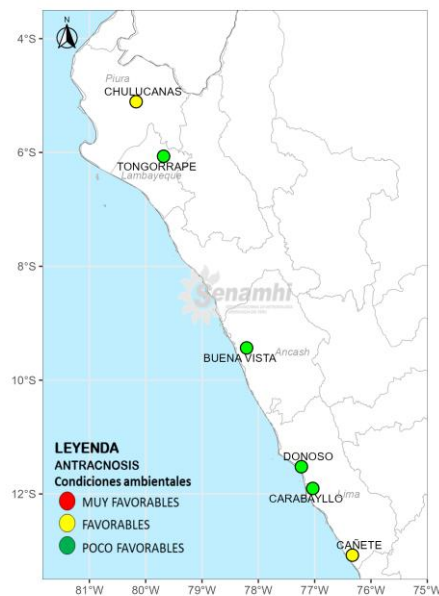 N
4°S
Piura
CHULUCANAS
6°S
TONGORRAPE
Lambayeque
8°S
Senamhi
BUENA VISTA
Ancash
10°S
LEYENDA
ANTRACNOSIS
Condiciones ambientales
MUY FAVORABLES
FAVORABLES
POCO FAVORABLES
DONOSO
12°S
CARABAYLLO
Lima
CAÑETE
81°W 80°W 79°W 78°W 77°W 76°W 75°W